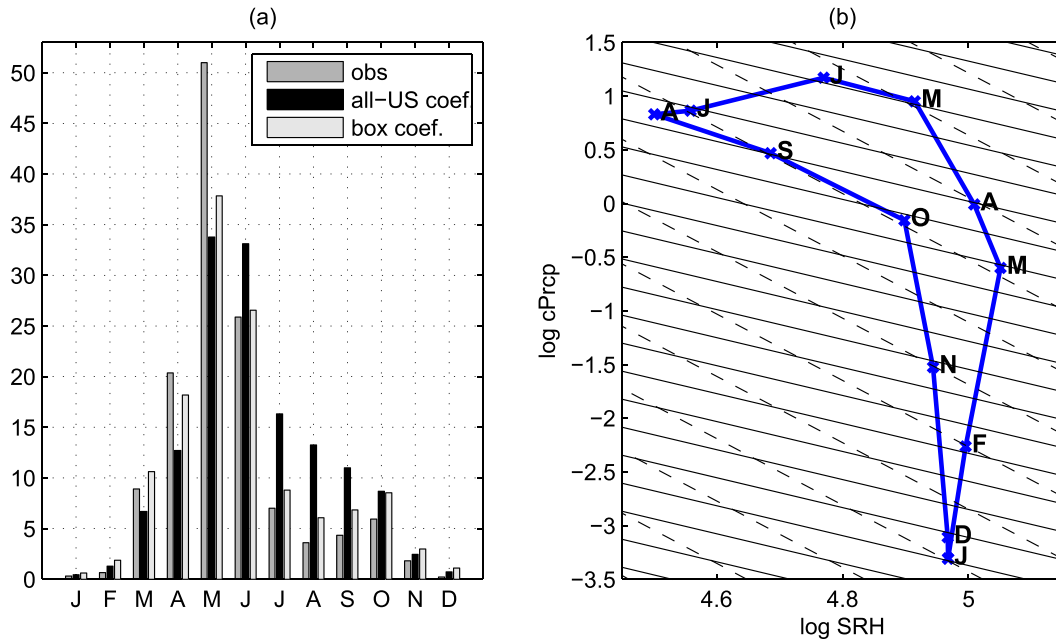 (a)
50
45
40
35
30
25
20
15
10
5
0
J F M A M J J A S O N D
obs
all−US coef.
box coef.
(b)
log cPrcp
1.5
1
0.5
0
−0.5
−1
−1.5
−2
−2.5
−3
−3.5
J
M
A
J
S
A
O
M
N
F
D
J
4.6 4.8 5
log SRH